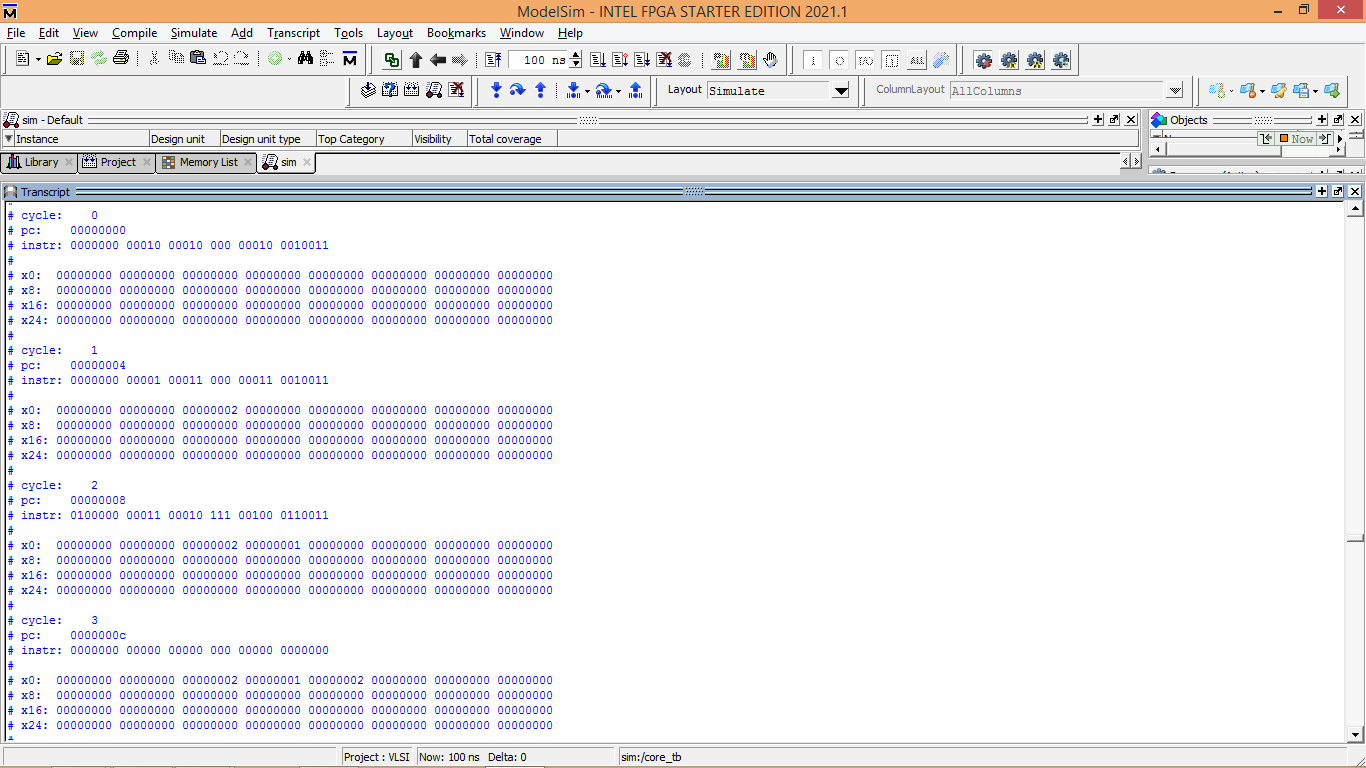 ModelSim - INTEL FPGA STARTER EDITION 2021.1
File Edit View Compile Simulate Add Transcript Tools Layout Bookmarks Window Help
100 ns
ALL
Layout Simulate ColumnLayout AllColumns
sim - Default Objects
Instance Design unit Design unit type Top Category Visibility Total coverage
Now
Library Project Memory List sim
Transcript
# cycle: 0
# pc: 00000000
# instr: 0000000 00010 00010 000 00010 0010011
#
# x0: 00000000 00000000 00000000 00000000 00000000 00000000 00000000 00000000
# x8: 00000000 00000000 00000000 00000000 00000000 00000000 00000000 00000000
# x16: 00000000 00000000 00000000 00000000 00000000 00000000 00000000 00000000
# x24: 00000000 00000000 00000000 00000000 00000000 00000000 00000000 00000000
#
# cycle: 1
# pc: 00000004
# instr: 0000000 00001 00011 000 00011 0010011
#
# x0: 00000000 00000000 00000002 00000000 00000000 00000000 00000000 00000000
# x8: 00000000 00000000 00000000 00000000 00000000 00000000 00000000 00000000
# x16: 00000000 00000000 00000000 00000000 00000000 00000000 00000000 00000000
# x24: 00000000 00000000 00000000 00000000 00000000 00000000 00000000 00000000
#
# cycle: 2
# pc: 00000008
# instr: 0100000 00011 00010 111 00100 0110011
#
# x0: 00000000 00000000 00000002 00000001 00000000 00000000 00000000 00000000
# x8: 00000000 00000000 00000000 00000000 00000000 00000000 00000000 00000000
# x16: 00000000 00000000 00000000 00000000 00000000 00000000 00000000 00000000
# x24: 00000000 00000000 00000000 00000000 00000000 00000000 00000000 00000000
#
# cycle: 3
# pc: 0000000c
# instr: 0000000 00000 00000 000 00000 0000000
#
# x0: 00000000 00000000 00000002 00000001 00000002 00000000 00000000 00000000
# x8: 00000000 00000000 00000000 00000000 00000000 00000000 00000000 00000000
# x16: 00000000 00000000 00000000 00000000 00000000 00000000 00000000 00000000
# x24: 00000000 00000000 00000000 00000000 00000000 00000000 00000000 00000000
Project : VLSI Now: 100 ns Delta: 0 sim:/core_tb